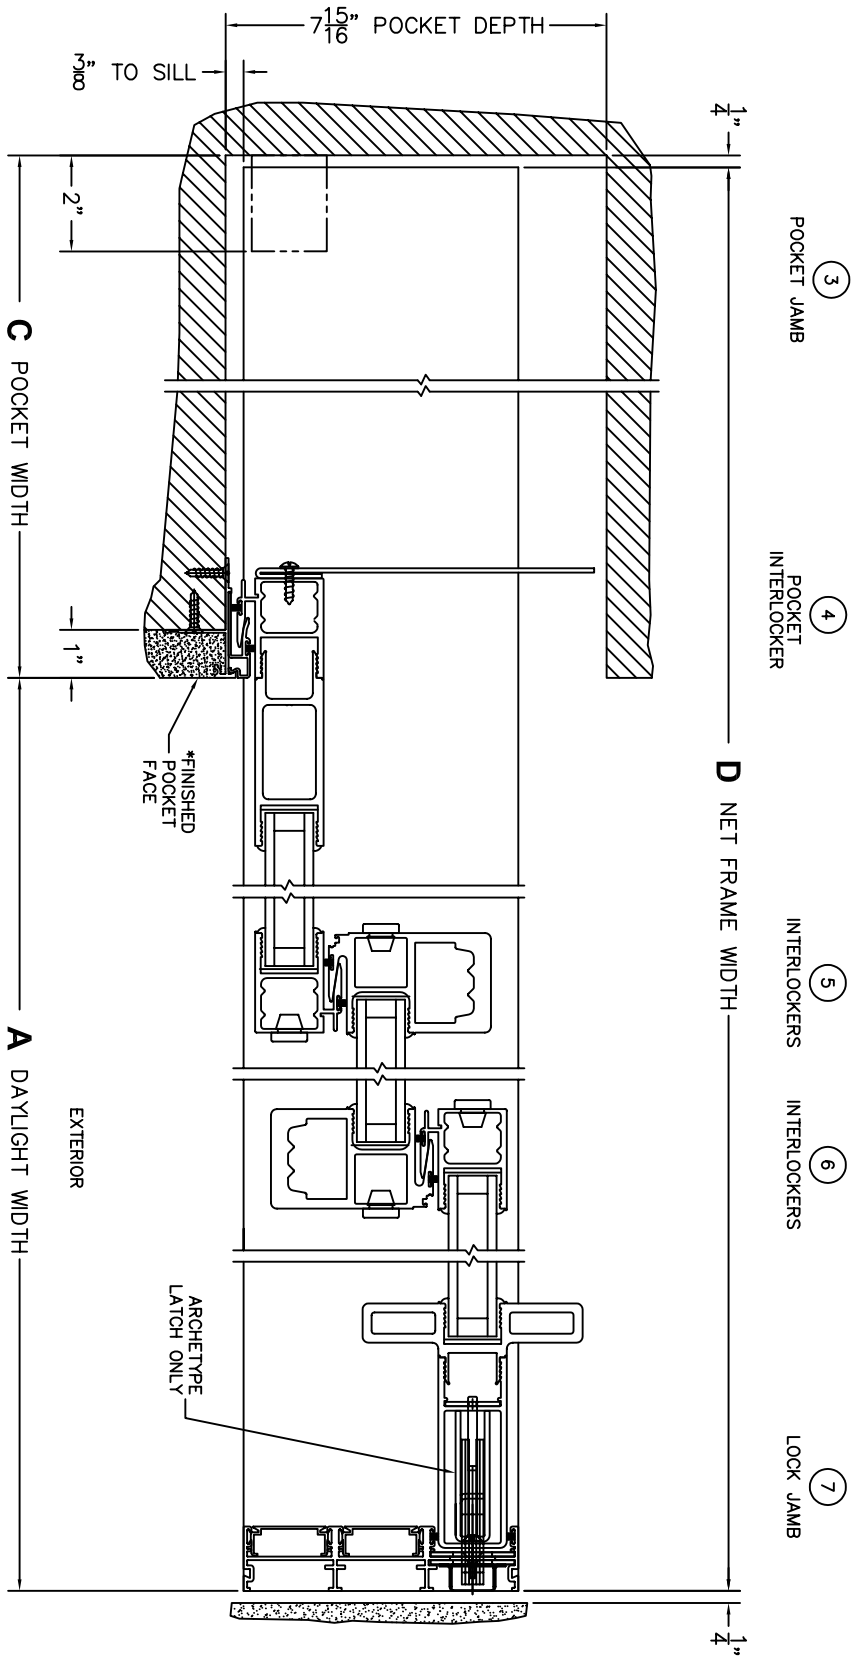 7 15/16" POCKET DEPTH
3/8" TO SILL
1/4"
2"
3
POCKET JAMB
C POCKET WIDTH
4
POCKET
INTERLOCKER
1"
*FINISHED
POCKET
FACE
D NET FRAME WIDTH
5
INTERLOCKERS
A DAYLIGHT WIDTH
EXTERIOR
6
INTERLOCKERS
ARCHETYPE
LATCH ONLY
7
LOCK JAMB
1/4"